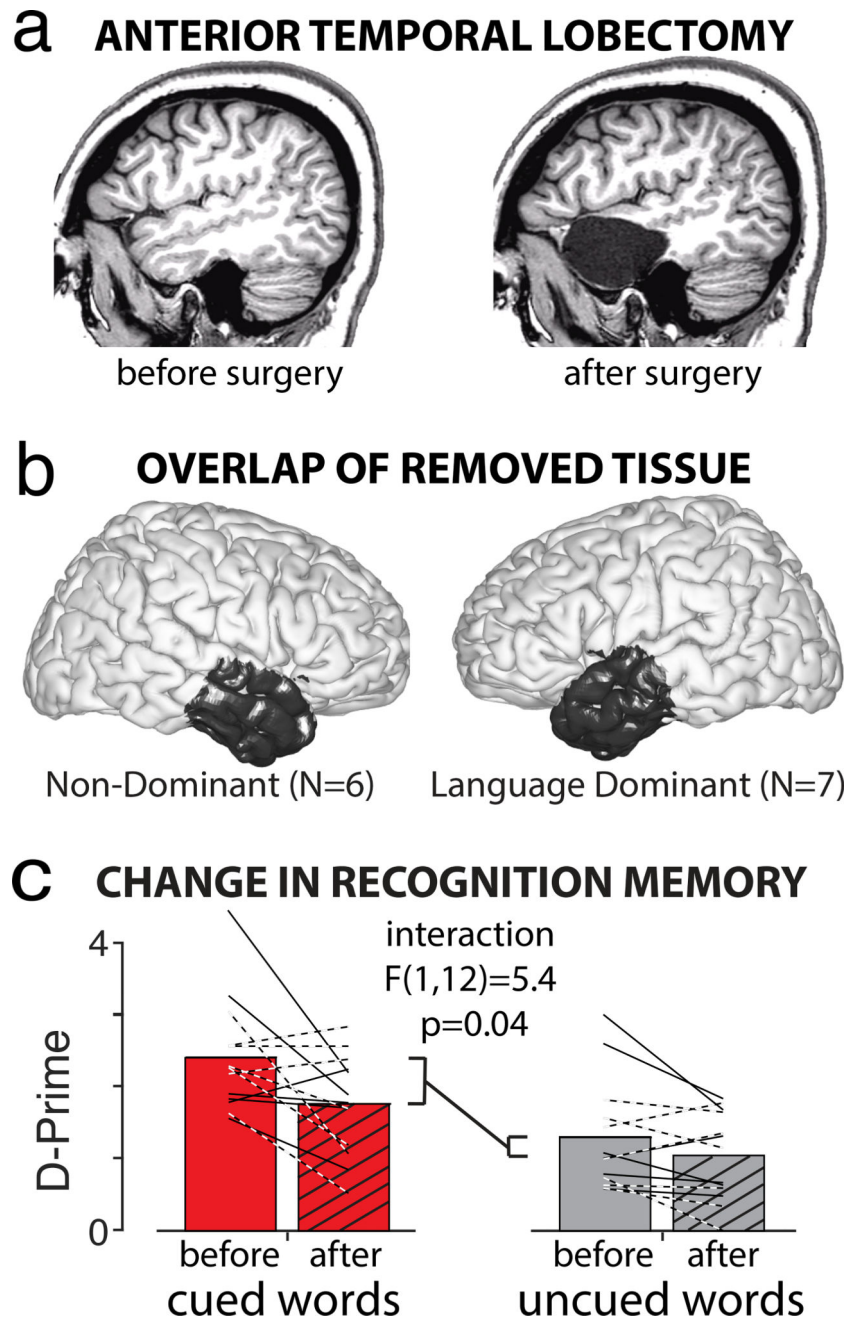 a ANTERIOR TEMPORAL LOBECTOMY
before surgery
after surgery
b OVERLAP OF REMOVED TISSUE
Non-Dominant (N=6)
Language Dominant (N=7)
c CHANGE IN RECOGNITION MEMORY
interaction
F(1,12)=5.4
p=0.04
4
D-Prime
0
before after
cued words
before after
uncued words